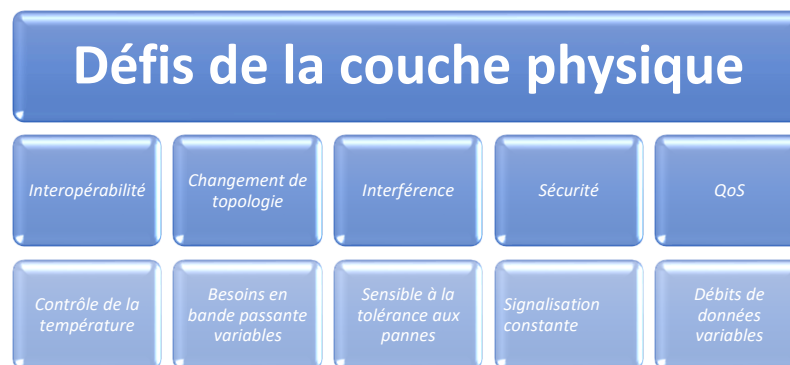 Défis de la couche physique
Interopérabilité
Changement de
topologie
Interférence
Sécurité
QoS
Contrôle de la
température
Besoins en
bande passante
variables
Sensible à la
tolérance aux
pannes
Signalisation
constante
Débits de
données
variables